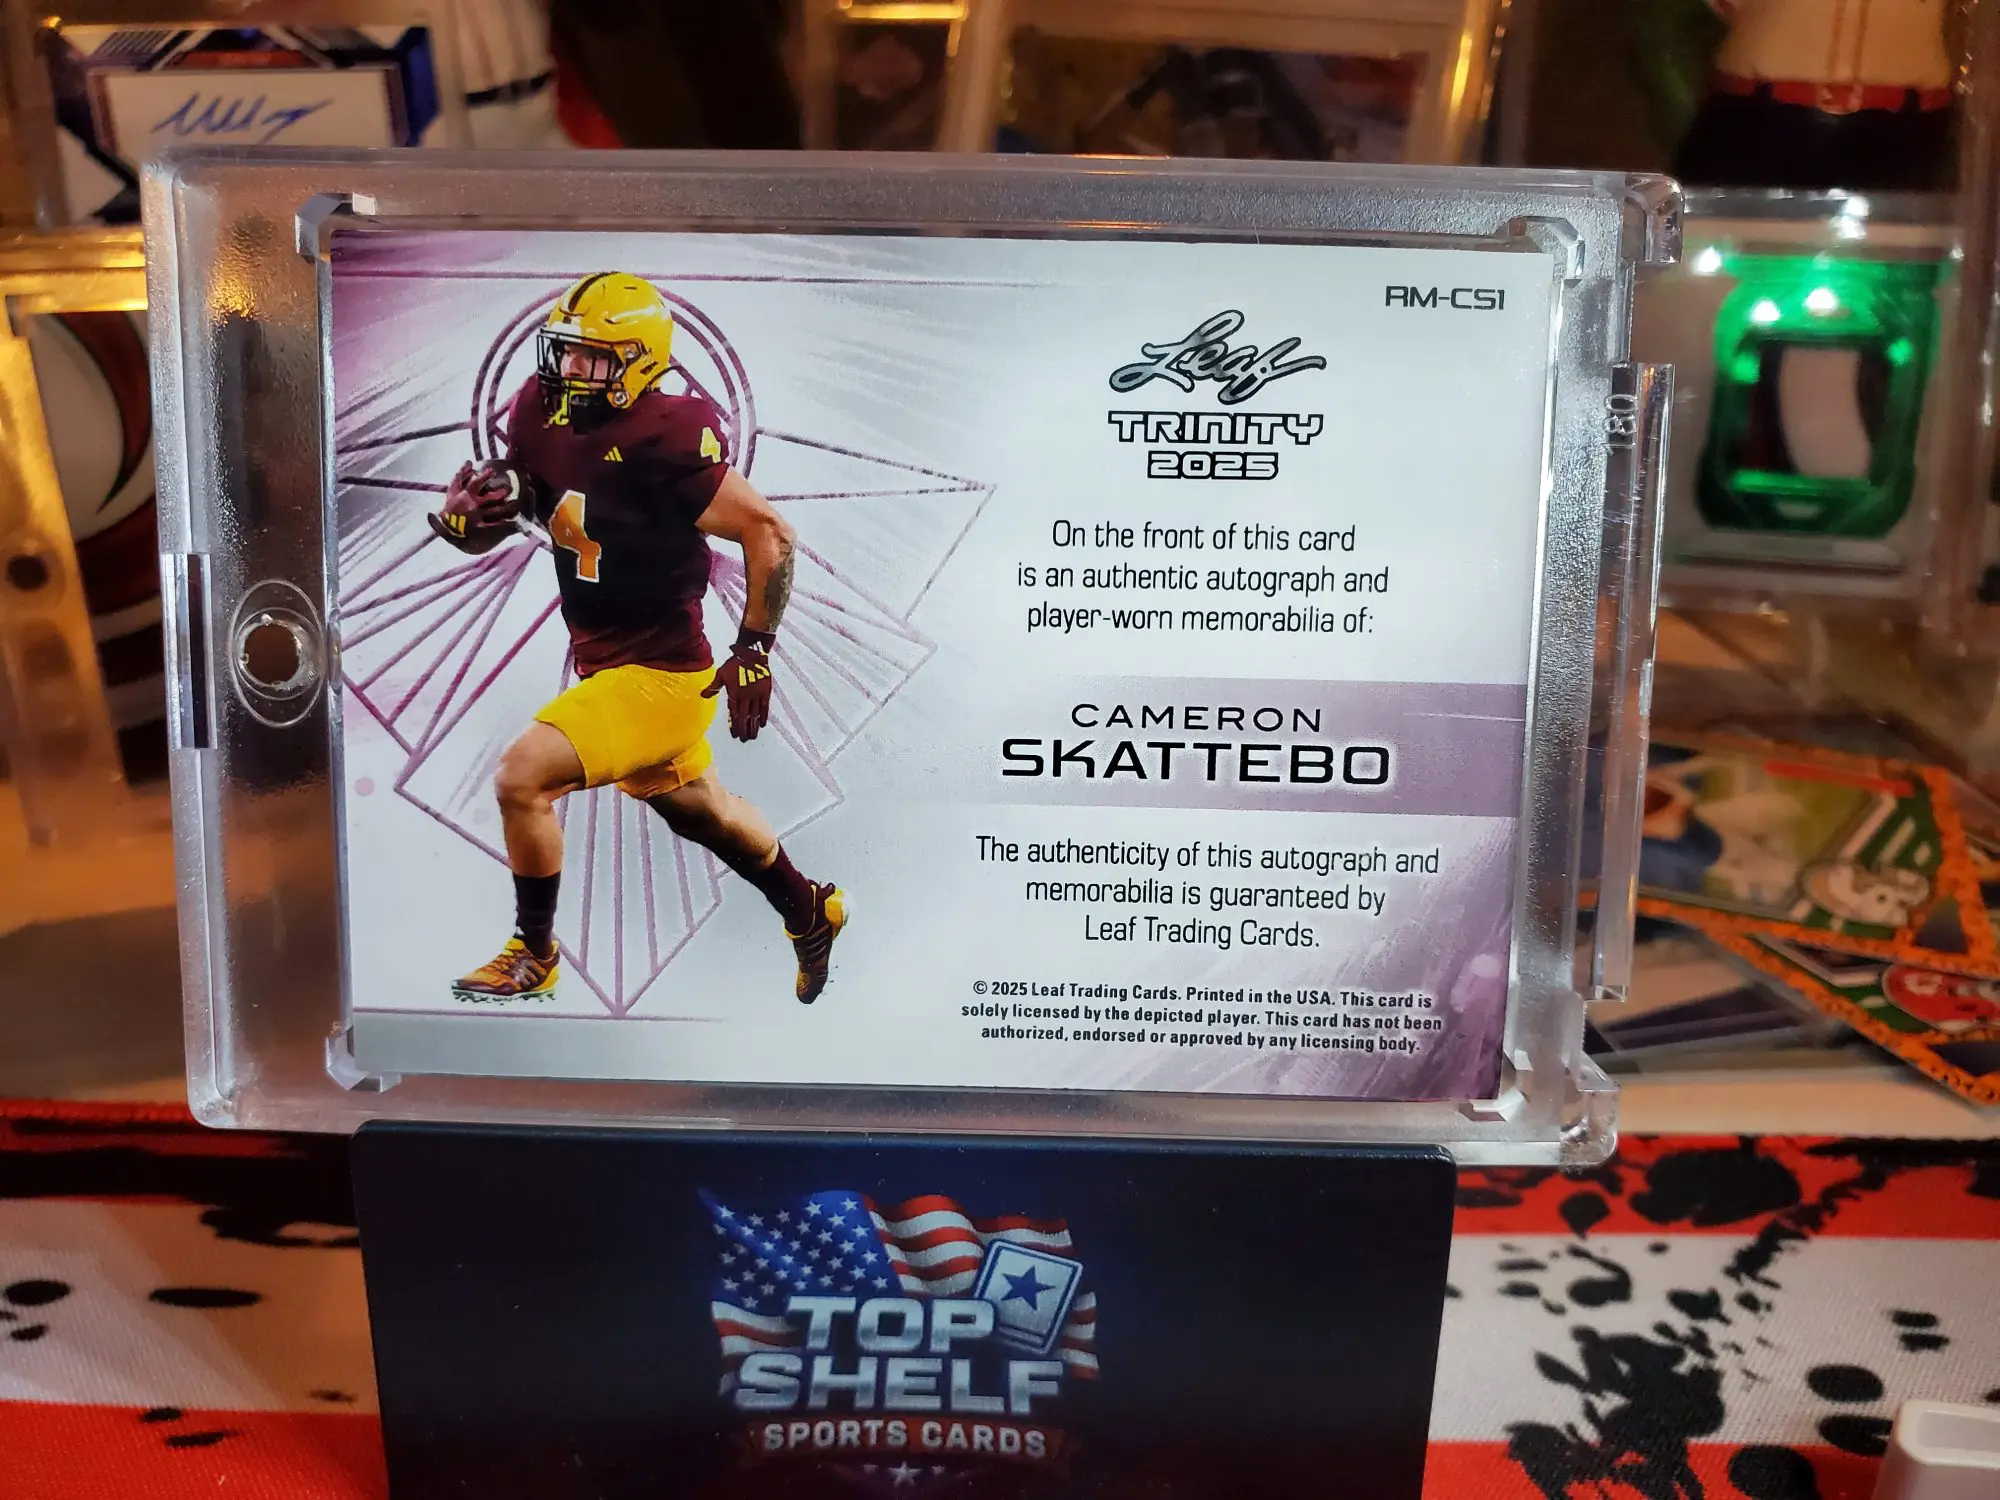 RM-CS1
Leaf
TRINITY
2025
On the front of this card
is an authentic autograph and
player-worn memorabilia of:
CAMERON
SKATTEBO
The authenticity of this autograph and
memorabilia is guaranteed by
Leaf Trading Cards.
© 2025 Leaf Trading Cards. Printed in the USA. This card is
solely licensed by the depicted player. This card has not been
authorized, endorsed or approved by any licensing body.
4
4
180
TOP
SHELF
SPORTS CARDS